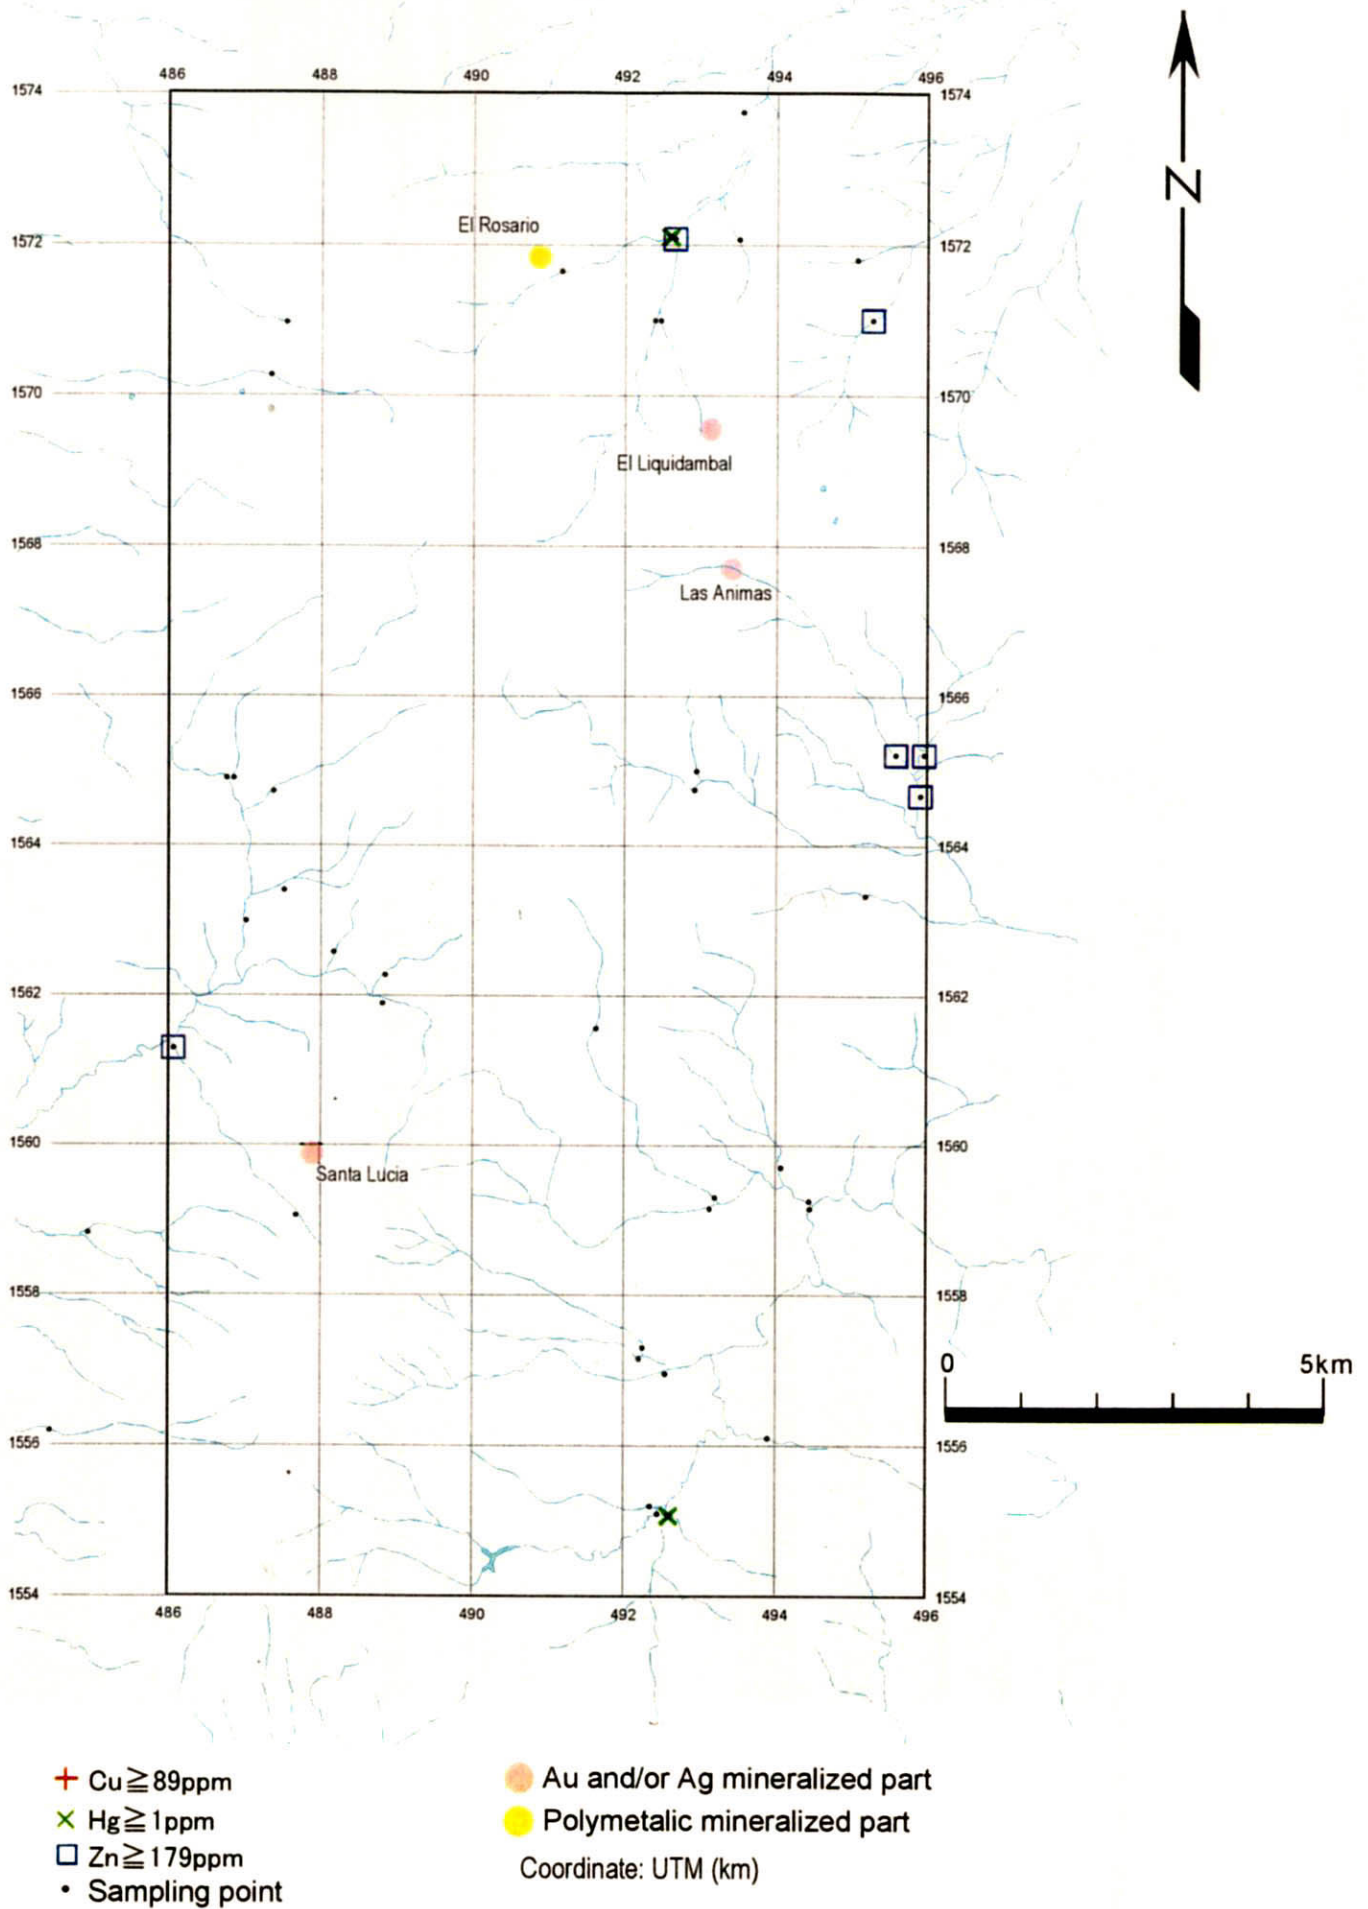 486 488 490 492 494 496
1574 1574
N
El Rosario
1572 1572
1570 1570
El Liquidambal
1568 1568
Las Animas
1566 1566
1564 1564
1562 1562
1560 1560
Santa Lucia
1558 1558
0 5km
1556 1556
1554 1554
486 488 490 492 494 496
Cu≧89ppm
Hg≧1ppm
Zn≧179ppm
Sampling point
Au and/or Ag mineralized part
Polymetalic mineralized part
Coordinate: UTM (km)